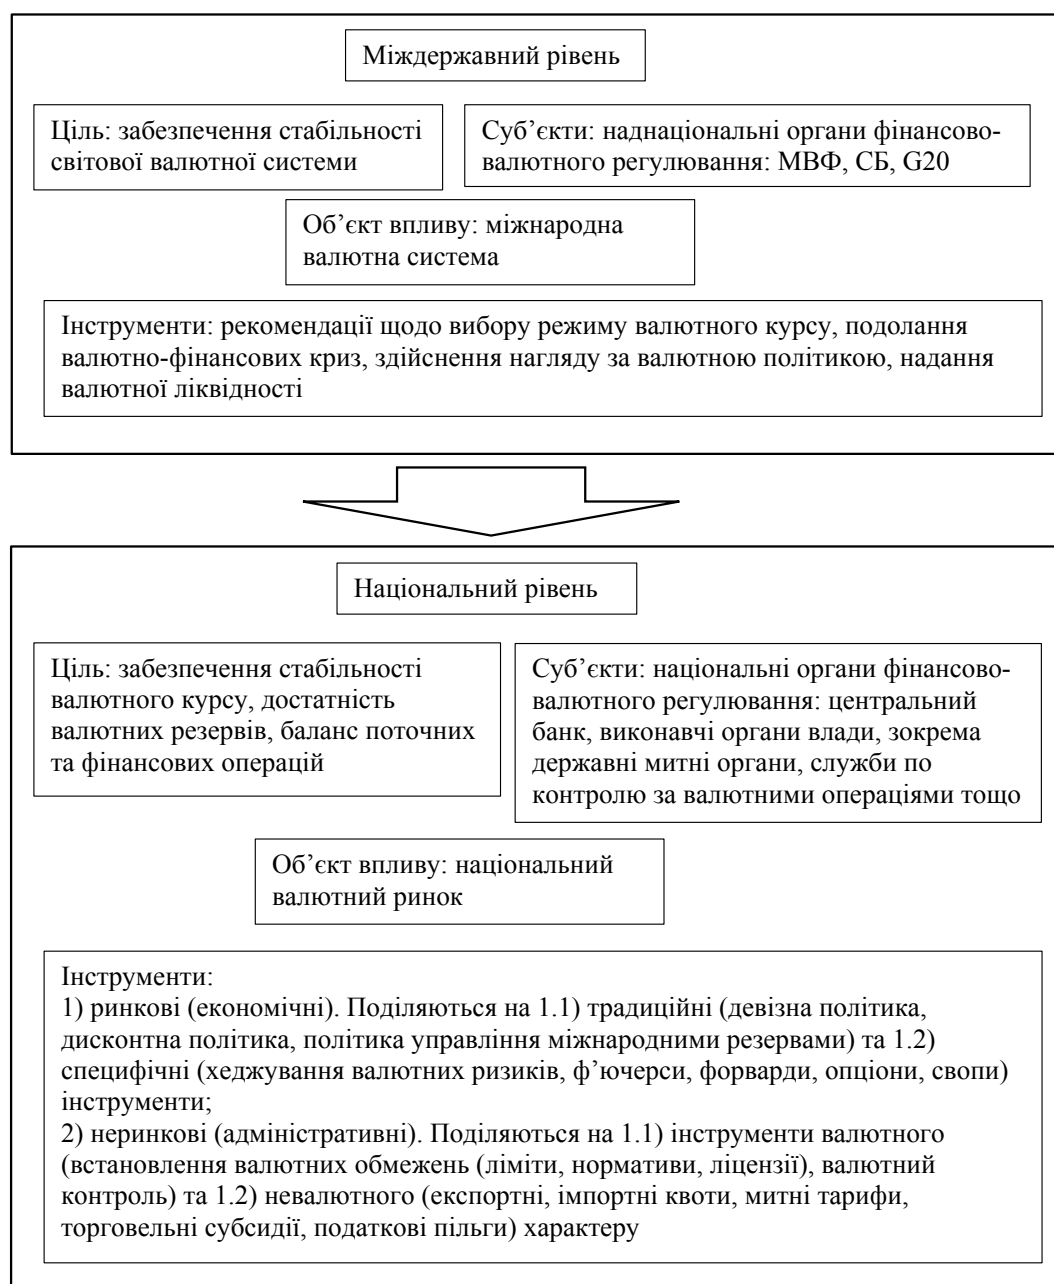 Міждержавний рівень
Ціль: забезпечення стабільності
світової валютної системи
Суб’єкти: наднаціональні органи фінансово-
валютного регулювання: МВФ, СБ, G20
Об’єкт впливу: міжнародна
валютна система
Інструменти: рекомендації щодо вибору режиму валютного курсу, подолання
валютно-фінансових криз, здійснення нагляду за валютною політикою, надання
валютної ліквідності
Національний рівень
Ціль: забезпечення стабільності
валютного курсу, достатність
валютних резервів, баланс поточних
та фінансових операцій
Суб’єкти: національні органи фінансово-
валютного регулювання: центральний
банк, виконавчі органи влади, зокрема
державні митні органи, служби по
контролю за валютними операціями тощо
Об’єкт впливу: національний
валютний ринок
Інструменти:
1) ринкові (економічні). Поділяються на 1.1) традиційні (девізна політика,
дисконтна політика, політика управління міжнародними резервами) та 1.2)
специфічні (хеджування валютних ризиків, ф’ючерси, форварди, опціони, свопи)
інструменти;
2) неринкові (адміністративні). Поділяються на 1.1) інструменти валютного
(встановлення валютних обмежень (ліміти, нормативи, ліцензії), валютний
контроль) та 1.2) невалютного (експортні, імпортні квоти, митні тарифи,
торговельні субсидії, податкові пільги) характеру